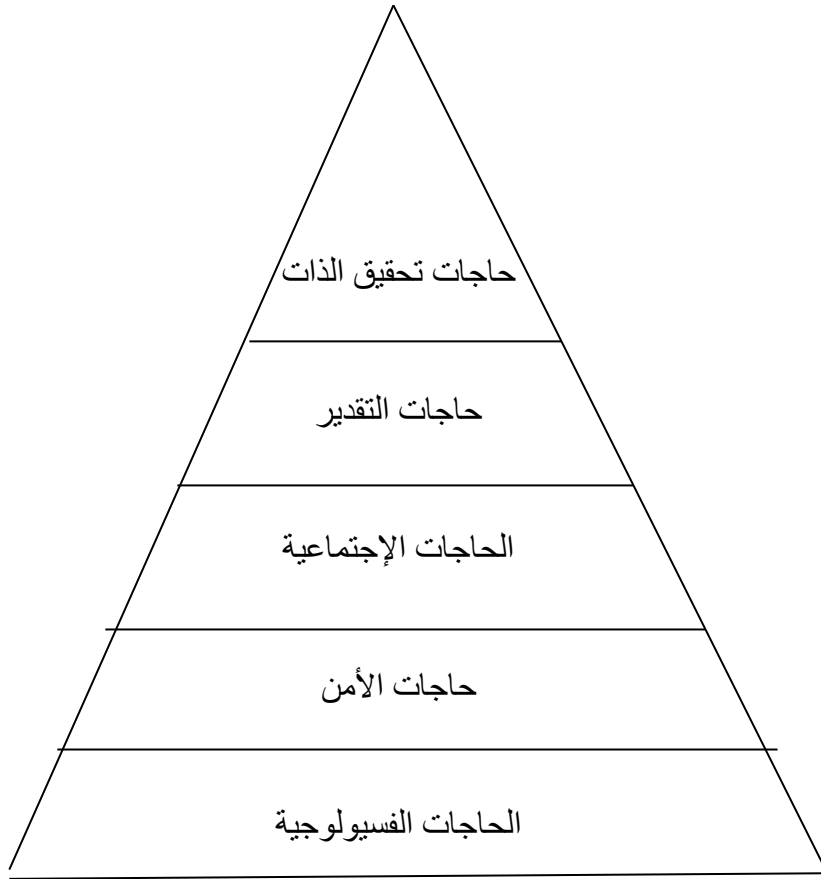 حاجات تحقيق الذات
حاجات التقدير
الحاجات الإجتماعية
حاجات الأمن
الحاجات الفسيولوجية